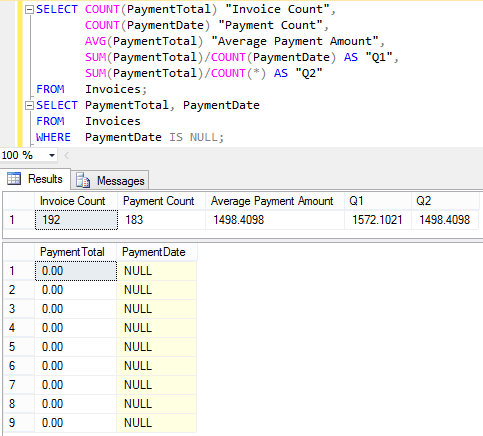 SELECT COUNT(PaymentTotal) "Invoice Count",
COUNT(PaymentDate) "Payment Count",
AVG(PaymentTotal) "Average Payment Amount",
SUM(PaymentTotal)/COUNT(PaymentDate) AS "Q1",
SUM(PaymentTotal)/COUNT(*) AS "Q2"
FROM Invoices;
SELECT PaymentTotal, PaymentDate
FROM Invoices
WHERE PaymentDate IS NULL;
100 %
Results Messages
Invoice Count Payment Count Average Payment Amount Q1 Q2
1 192 183 1498.4098 1572.1021 1498.4098
PaymentTotal PaymentDate
1 0.00 NULL
2 0.00 NULL
3 0.00 NULL
4 0.00 NULL
5 0.00 NULL
6 0.00 NULL
7 0.00 NULL
8 0.00 NULL
9 0.00 NULL